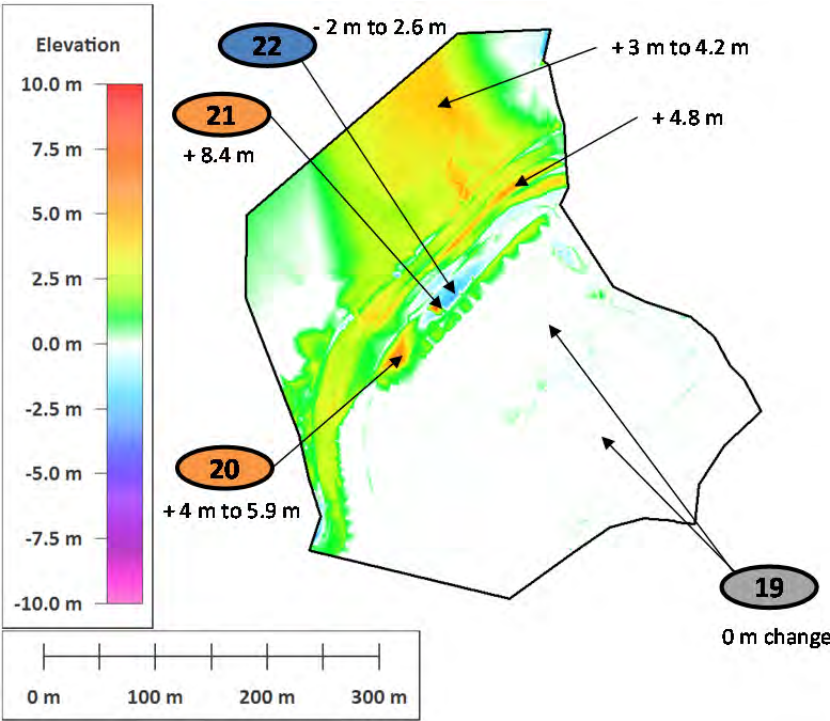 Elevation
10.0 m
7.5 m
5.0 m
2.5 m
0.0 m
-2.5 m
-5.0 m
-7.5 m
-10.0 m
22
- 2 m to 2.6 m
+ 3 m to 4.2 m
21
+ 8.4 m
+ 4.8 m
20
+ 4 m to 5.9 m
19
0 m change
0 m 100 m 200 m 300 m